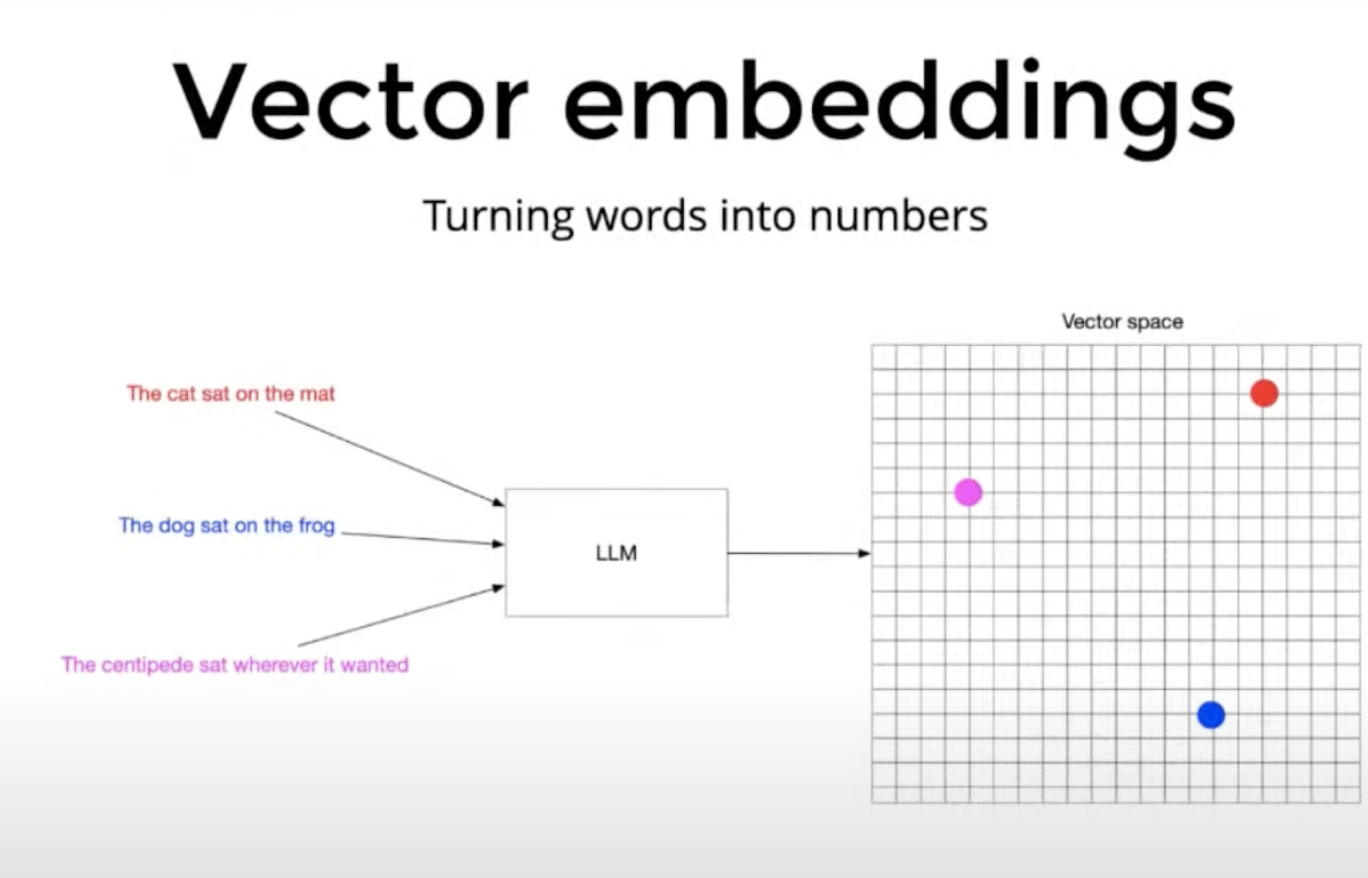 Vector embeddings
Turning words into numbers
Vector space
The cat sat on the mat
The dog sat on the frog
LLM
The centipede sat wherever it wanted